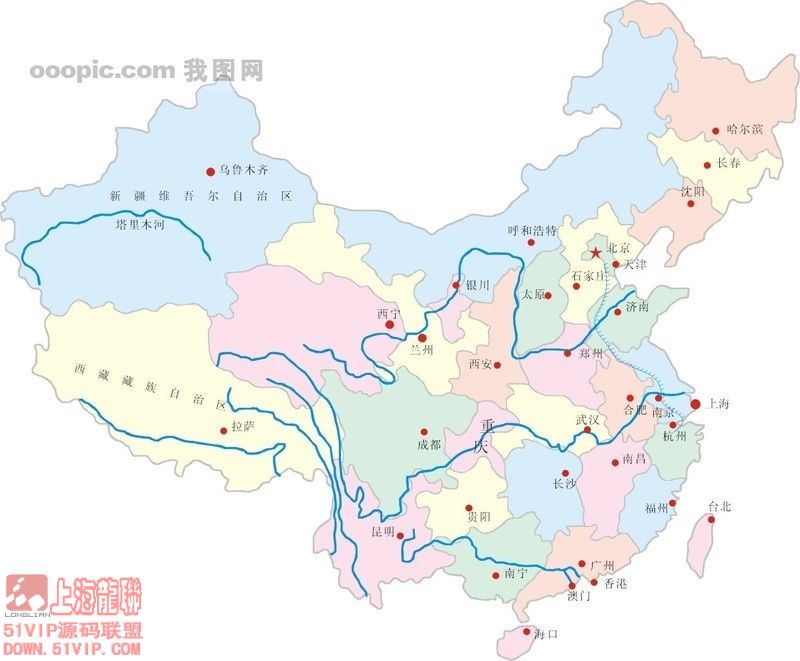 ooopic.com 我图网
哈尔滨
长春
乌鲁木齐
新疆维吾尔自治区
沈阳
塔里木河
呼和浩特
北京
天津
石家庄
银川
太原
济南
西宁
兰州
郑州
西安
西藏藏族自治区
合肥
南京
上海
拉萨
成都
重庆
武汉
杭州
南昌
长沙
福州
台北
贵阳
昆明
广州
南宁
香港
澳门
海口
上海龍聯
LONGLIAN
51VIP源码联盟
DOWN.51VIP.COM